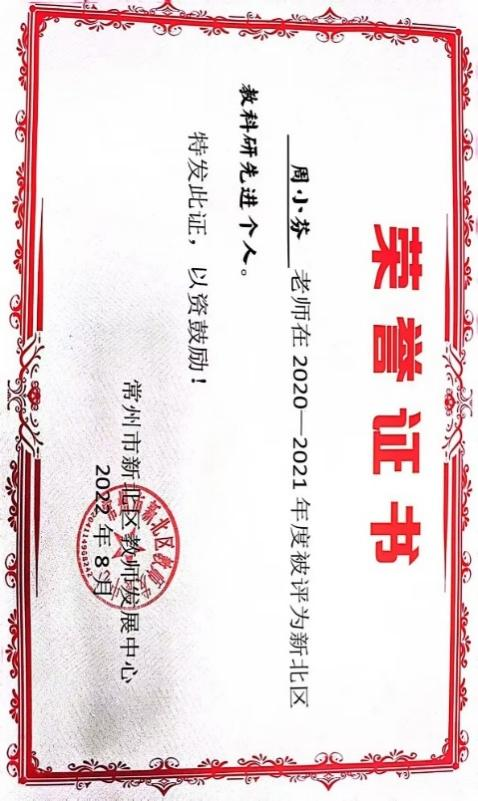 荣誉证书
周小芬 老师在 2020—2021 年度被评为新北区
教科研先进个人。
特发此证，以资鼓励！
常州市新北区教师发展中心
2022 年 8月